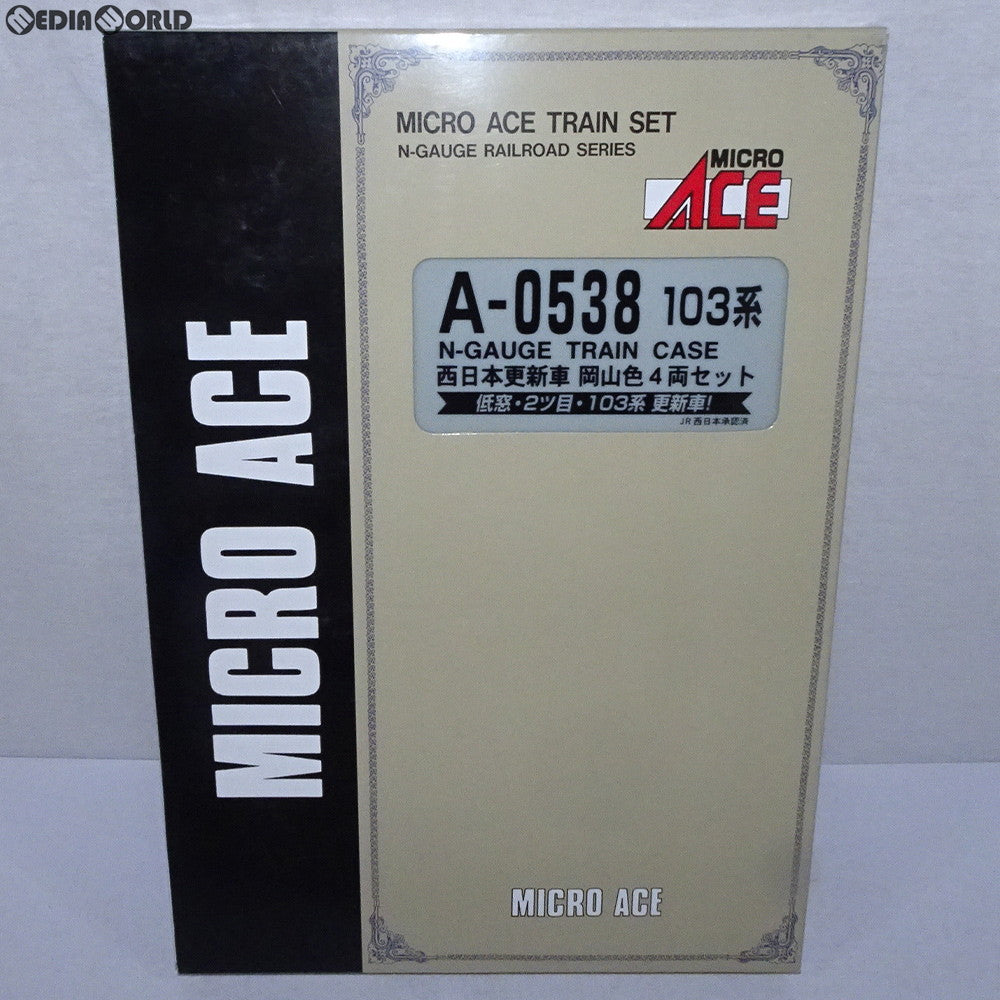 MEDIAWORLD
MICRO ACE TRAIN SET
N-GAUGE RAILROAD SERIES
MICRO
ACE
A-0538 103系
N-GAUGE TRAIN CASE
西日本更新車 岡山色4両セット
低窓・2ツ目・103系 更新車!
JR西日本承認済
MICRO ACE
MICRO ACE